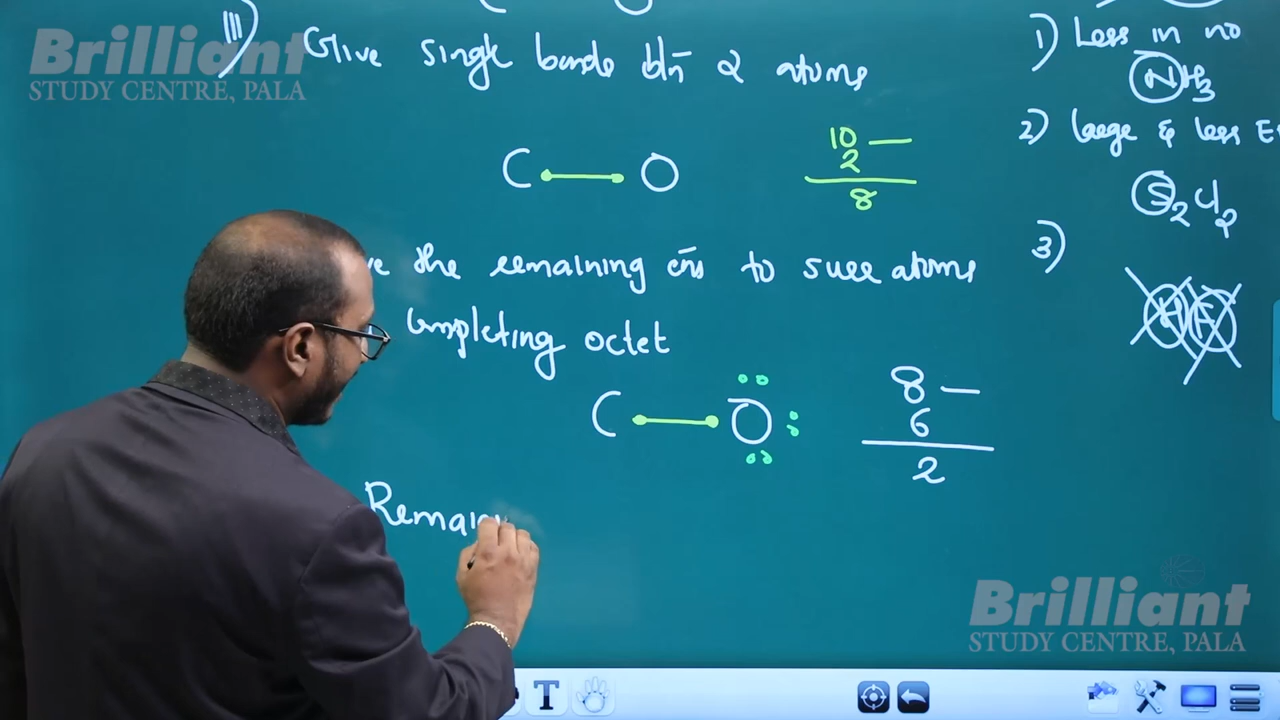 III) Give single bonds b/n 2 atoms
C — O
10 —
2
8
ve the remaining e̅ns to surr atoms
Completing octet
C — O
8 —
6
2
Remain
1) Less in no
NH3
2) large & less E
S2Cl2
3)
Brilliant
STUDY CENTRE, PALA
Brilliant
STUDY CENTRE, PALA
T